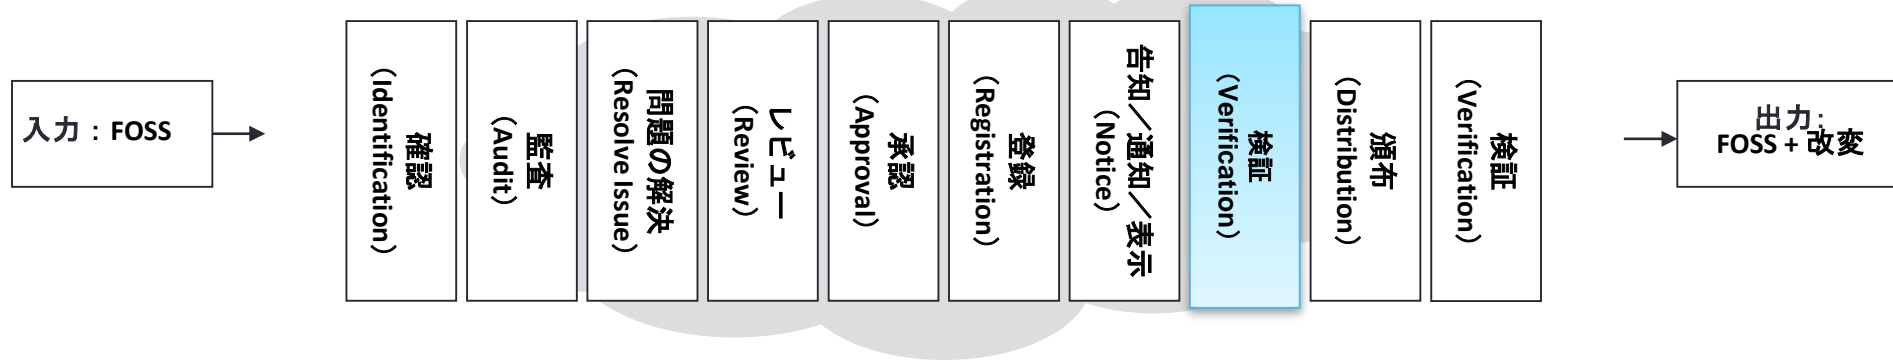 入力：FOSS
確認
（Identification）
監査
（Audit）
問題の解決
（Resolve Issue）
レビュー
（Review）
承認
（Approval）
登録
（Registration）
告知／通知／表示
（Notice）
検証
（Verification）
頒布
（Distribution）
検証
（Verification）
出力：
FOSS + 改変